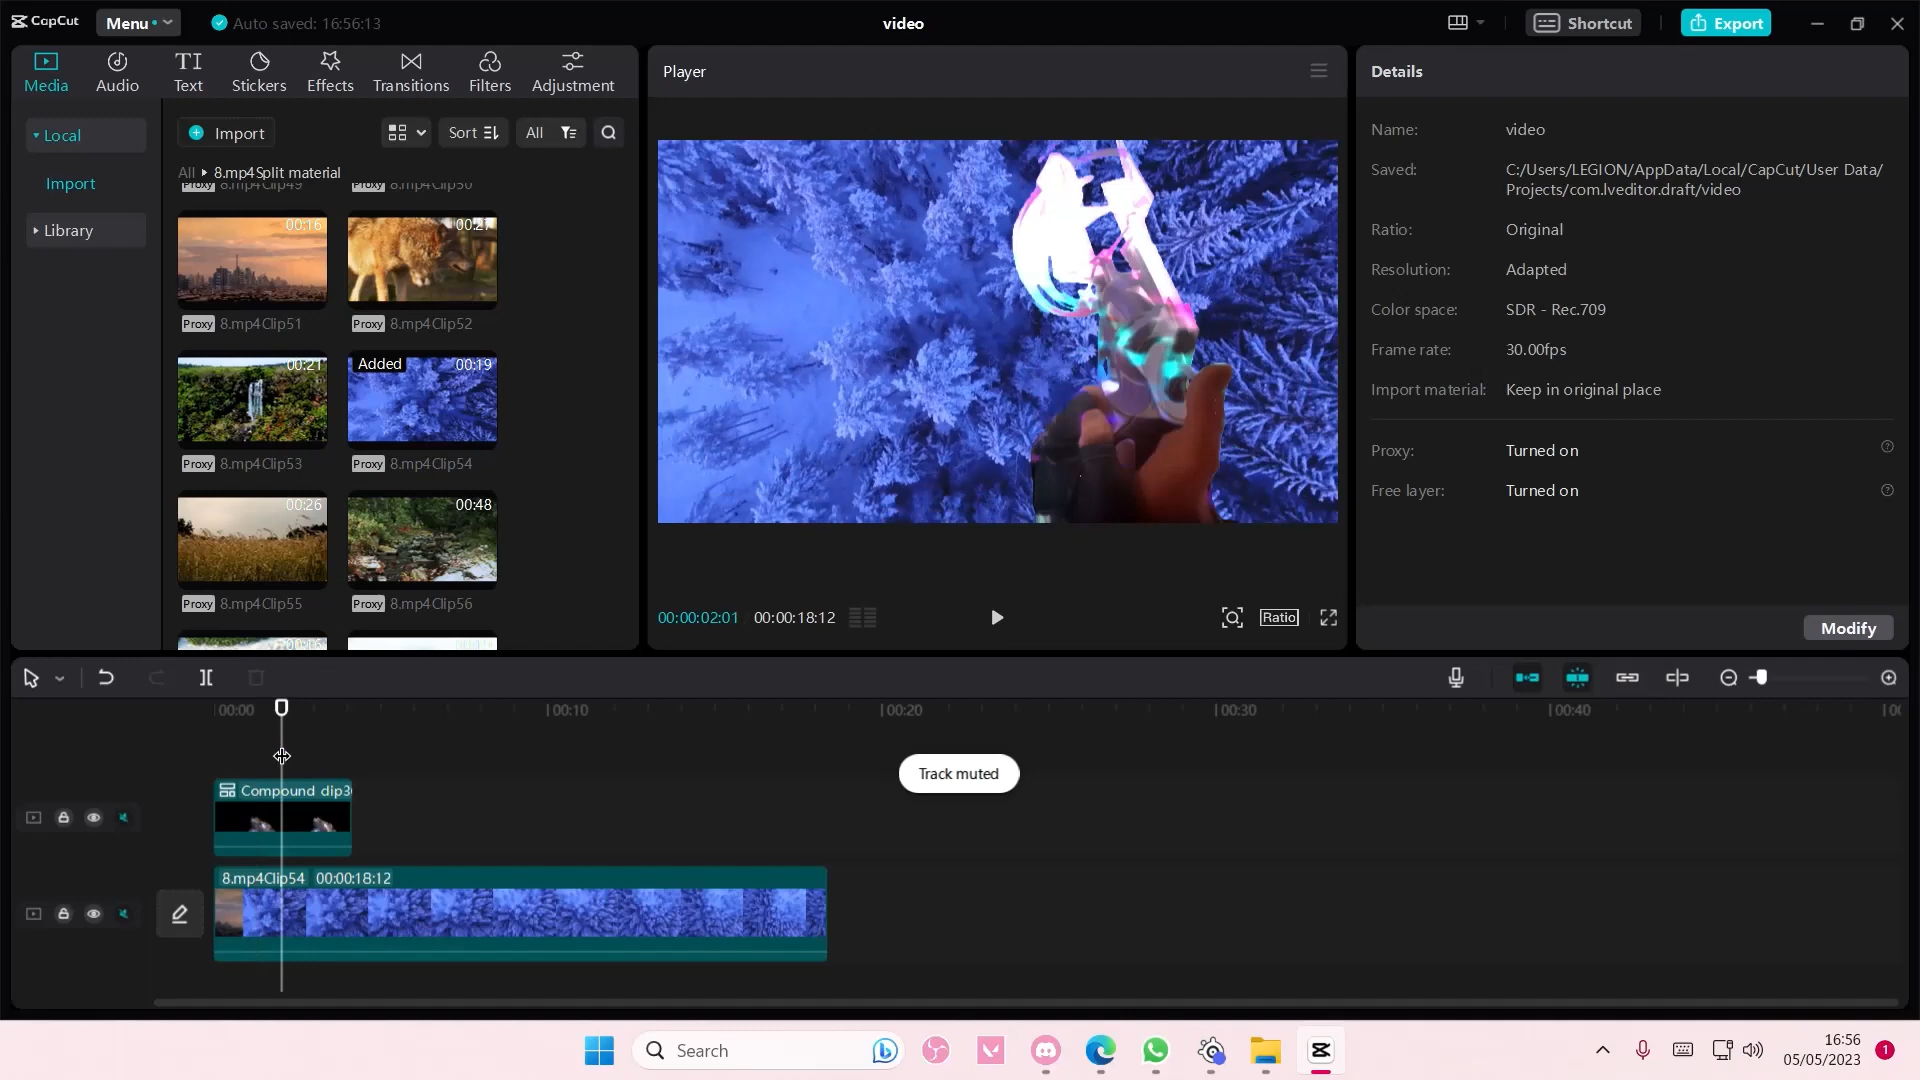 CapCut Menu Auto saved: 16:56:13 video Shortcut Export
Media Audio Text Stickers Effects Transitions Filters Adjustment
Local
Import
Library
Import Sort All
All 8.mp4Split material
Proxy 8.mp4Clip49 Proxy 8.mp4Clip50
00:16 00:27
Proxy 8.mp4Clip51 Proxy 8.mp4Clip52
00:21 Added 00:19
Proxy 8.mp4Clip53 Proxy 8.mp4Clip54
00:26 00:48
Proxy 8.mp4Clip55 Proxy 8.mp4Clip56
Player
00:00:02:01 00:00:18:12 Ratio
Details
Name: video
Saved: C:/Users/LEGION/AppData/Local/CapCut/User Data/
Projects/com.lveditor.draft/video
Ratio: Original
Resolution: Adapted
Color space: SDR - Rec.709
Frame rate: 30.00fps
Import material: Keep in original place
Proxy: Turned on
Free layer: Turned on
Modify
00:00 00:10 00:20 00:30 00:40
Track muted
Compound clip3
8.mp4Clip54 00:00:18:12
Search
16:56
05/05/2023 1